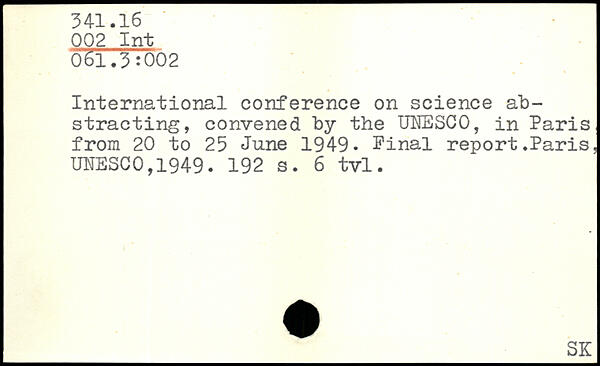 341.16
002 Int
061.3:002
International conference on science ab-
stracting, convened by the UNESCO, in Paris,
from 20 to 25 June 1949. Final report.Paris,
UNESCO,1949. 192 s. 6 tvl.
SK